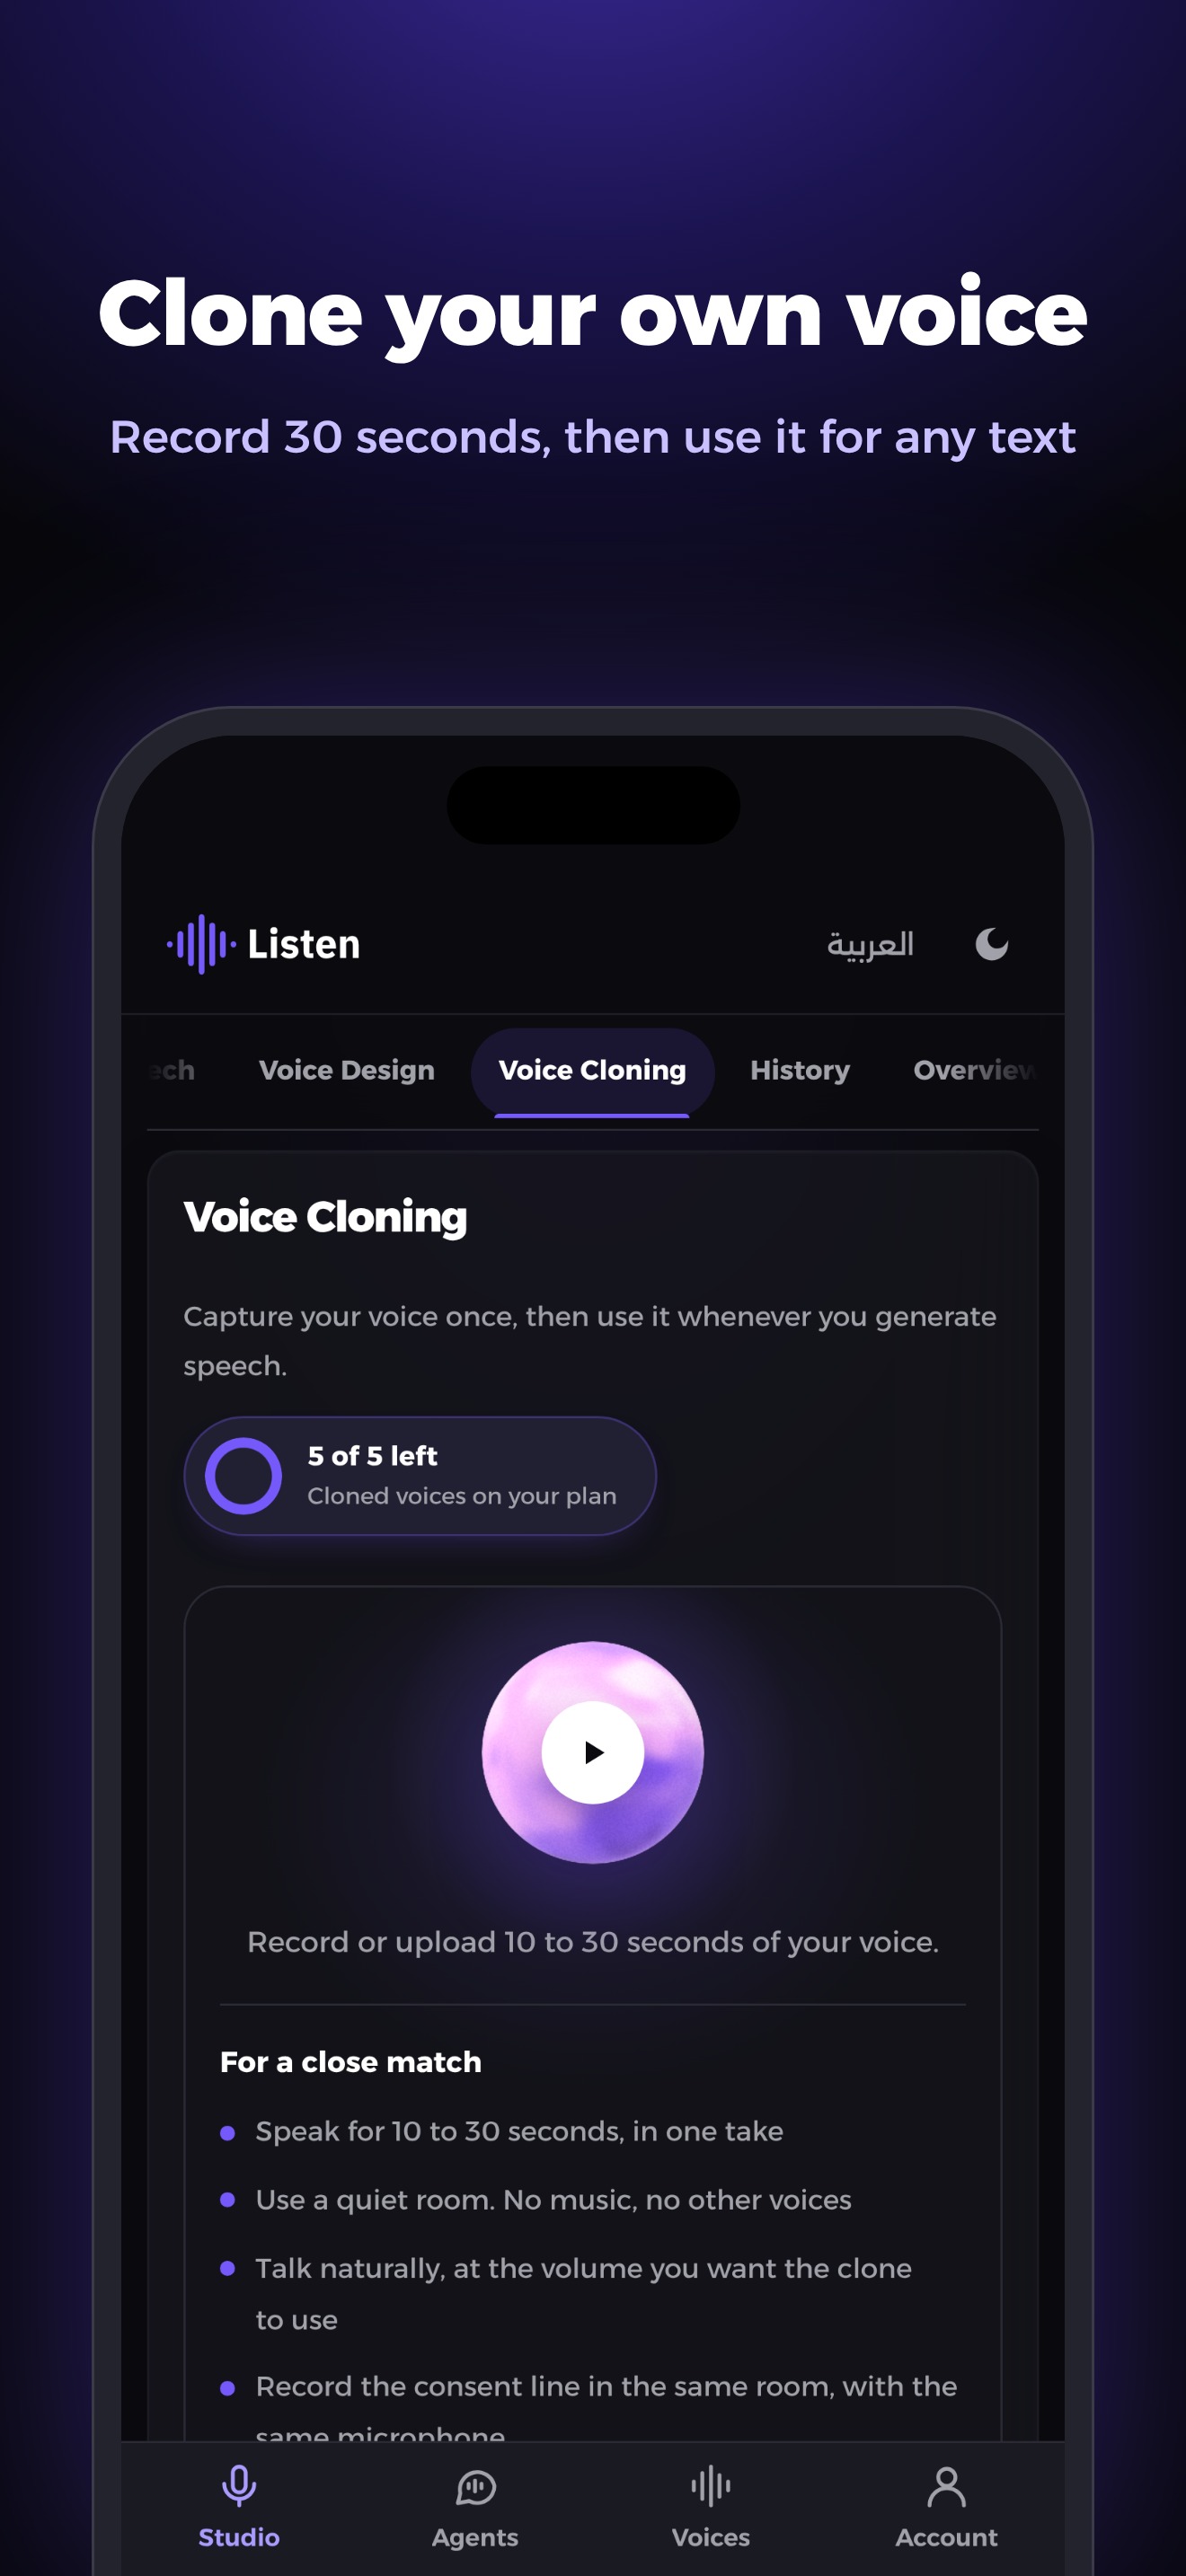 Clone your own voice
Record 30 seconds, then use it for any text
Listen
العربية
ech
Voice Design
Voice Cloning
History
Overview
Voice Cloning
Capture your voice once, then use it whenever you generate
speech.
5 of 5 left
Cloned voices on your plan
Record or upload 10 to 30 seconds of your voice.
For a close match
Speak for 10 to 30 seconds, in one take
Use a quiet room. No music, no other voices
Talk naturally, at the volume you want the clone
to use
Record the consent line in the same room, with the
same microphone
Studio
Agents
Voices
Account